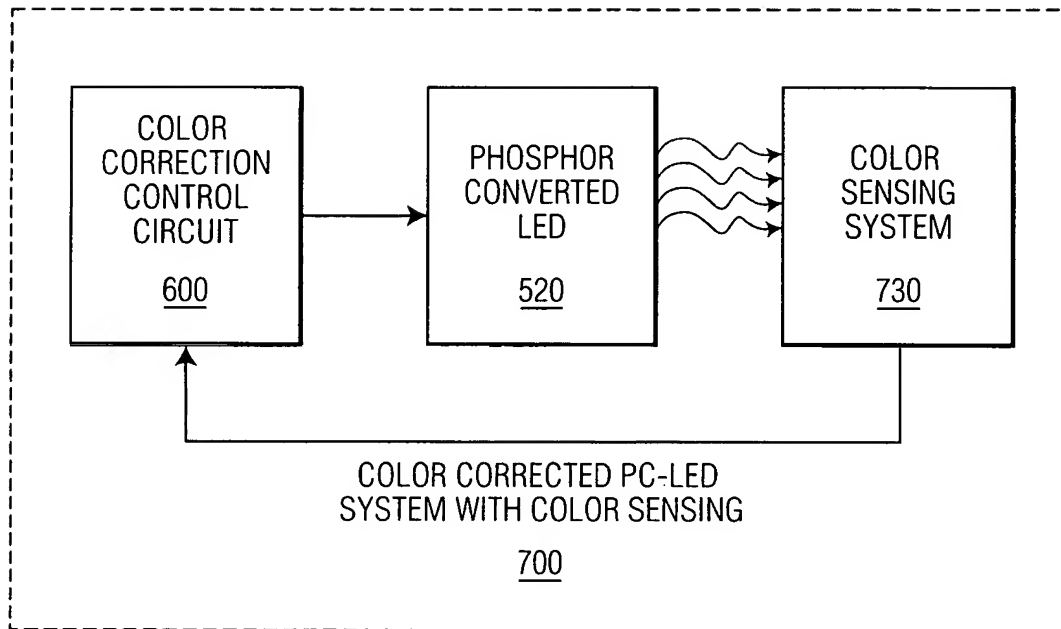 COLOR
CORRECTION
CONTROL
CIRCUIT
600
PHOSPHOR
CONVERTED
LED
520
COLOR
SENSING
SYSTEM
730
COLOR CORRECTED PC-LED
SYSTEM WITH COLOR SENSING
700